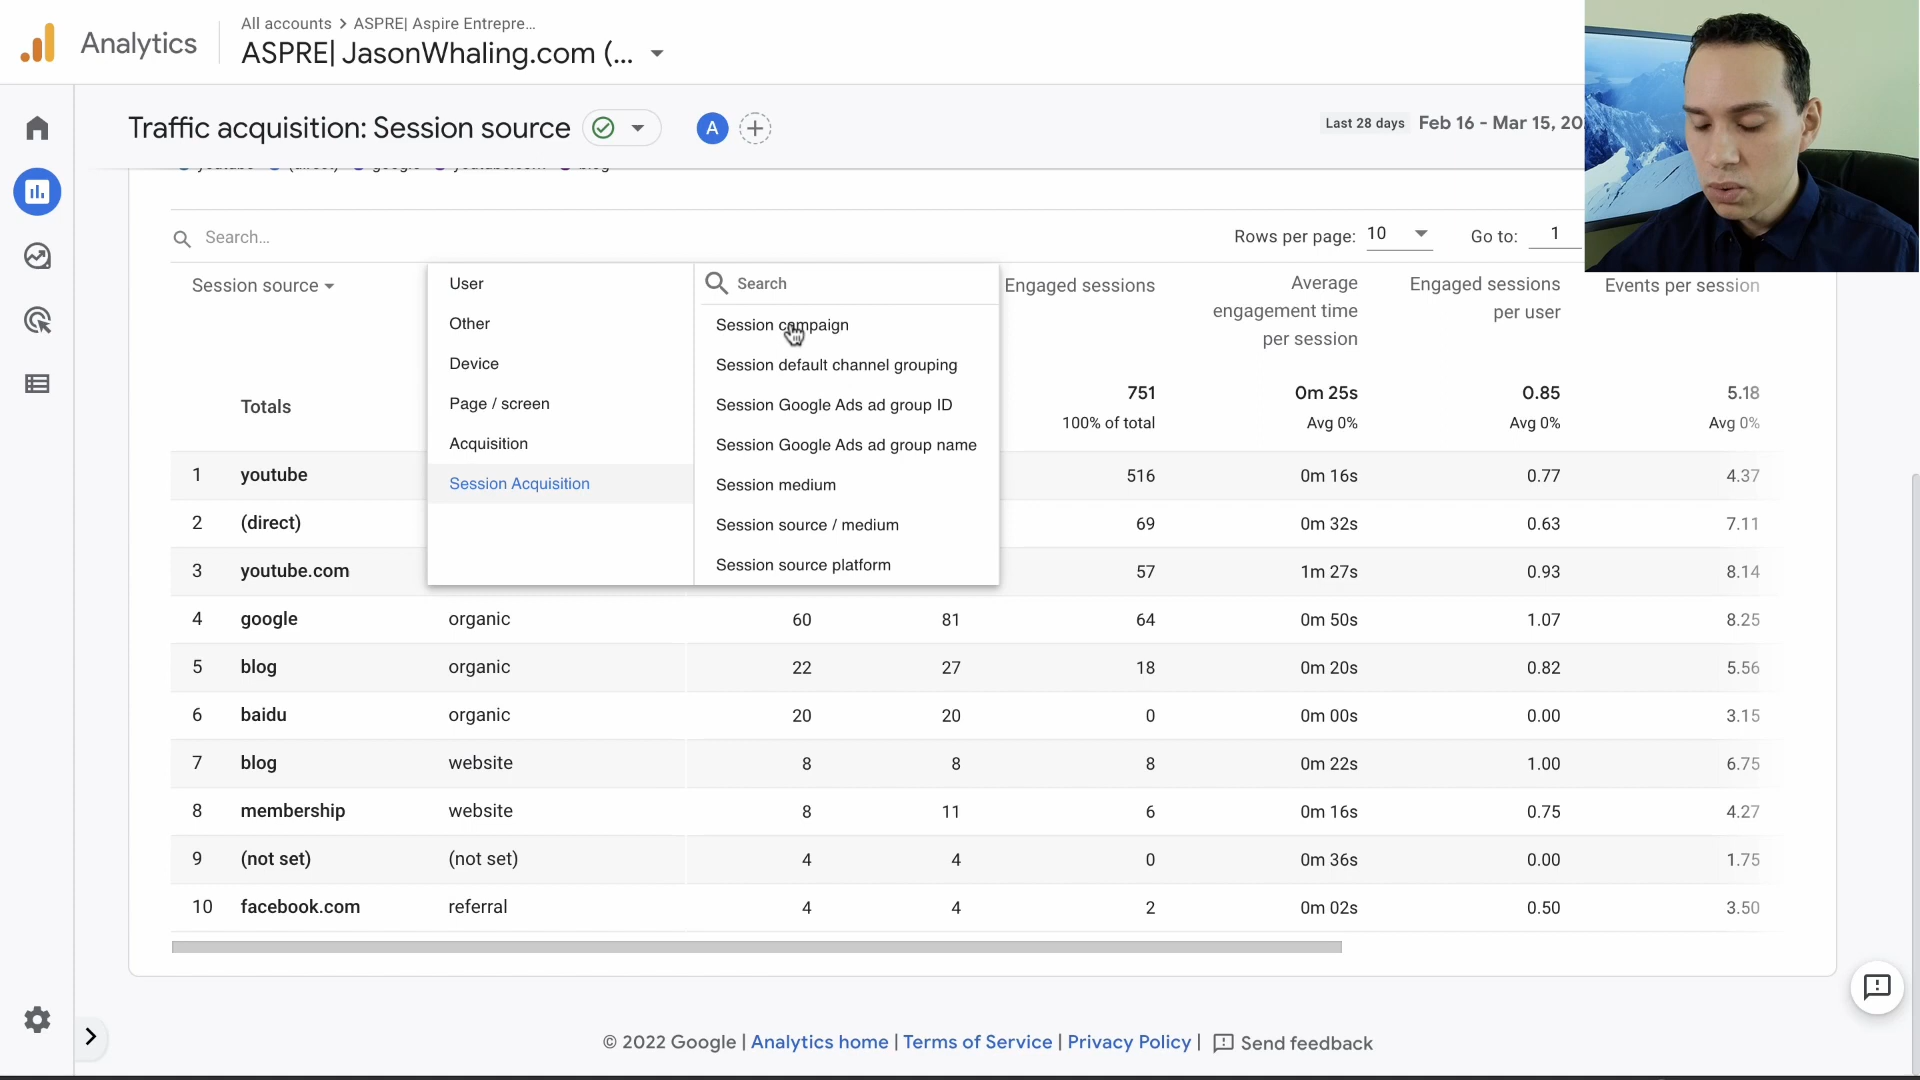 Analytics
All accounts > ASPRE| Aspire Entrepre...
ASPRE| JasonWhaling.com (...
Traffic acquisition: Session source
A
Last 28 days Feb 16 - Mar 15, 20
youtube (direct) google youtube.com blog
Search...
Rows per page: 10 Go to: 1
Session source
User
Other
Device
Page / screen
Acquisition
Session Acquisition
Search
Session campaign
Session default channel grouping
Session Google Ads ad group ID
Session Google Ads ad group name
Session medium
Session source / medium
Session source platform
Engaged sessions
Average
engagement time
per session
Engaged sessions
per user
Events per session
Totals 751 0m 25s 0.85 5.18
100% of total Avg 0% Avg 0% Avg 0%
1 youtube 516 0m 16s 0.77 4.37
2 (direct) 69 0m 32s 0.63 7.11
3 youtube.com 57 1m 27s 0.93 8.14
4 google organic 60 81 64 0m 50s 1.07 8.25
5 blog organic 22 27 18 0m 20s 0.82 5.56
6 baidu organic 20 20 0 0m 00s 0.00 3.15
7 blog website 8 8 8 0m 22s 1.00 6.75
8 membership website 8 11 6 0m 16s 0.75 4.27
9 (not set) (not set) 4 4 0 0m 36s 0.00 1.75
10 facebook.com referral 4 4 2 0m 02s 0.50 3.50
© 2022 Google | Analytics home | Terms of Service | Privacy Policy | Send feedback